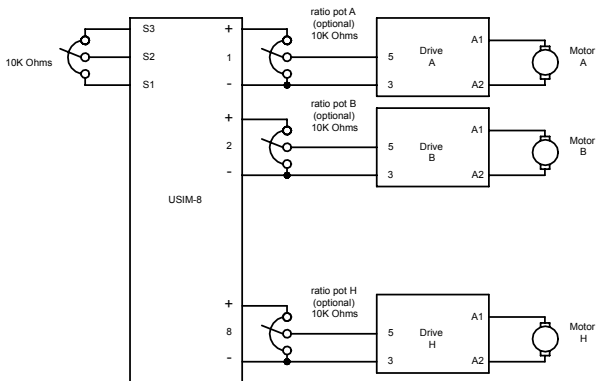 10K Ohms
S3
S2
S1
USIM-8
+
1
-
ratio pot A
(optional)
10K Ohms
5
3
Drive
A
A1
A2
Motor
A
+
2
-
ratio pot B
(optional)
10K Ohms
5
3
Drive
B
A1
A2
Motor
B
+
8
-
ratio pot H
(optional)
10K Ohms
5
3
Drive
H
A1
A2
Motor
H